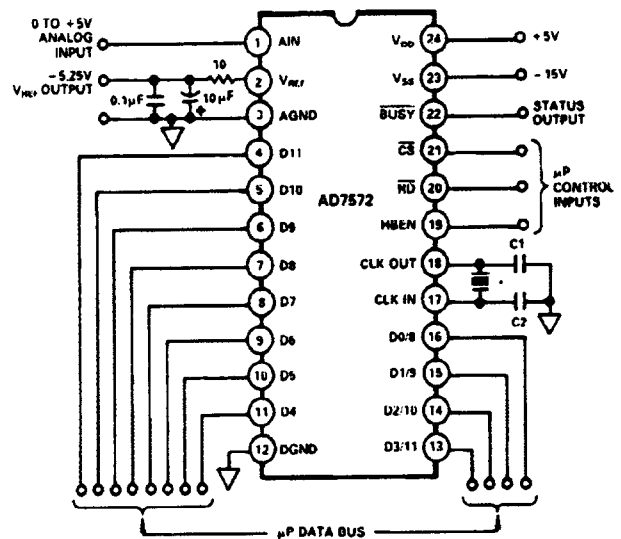 0 TO +5V
ANALOG
INPUT
-5.25V
VREF OUTPUT
0.1µF
10µF
+
10
AD7572
1 AIN
2 VREF
3 AGND
4 D11
5 D10
6 D9
7 D8
8 D7
9 D6
10 D5
11 D4
12 DGND
VDD 24
VSS 23
BUSY 22
CS 21
RD 20
HBEN 19
CLK OUT 18
CLK IN 17
D0/8 16
D1/9 15
D2/10 14
D3/11 13
+5V
-15V
STATUS
OUTPUT
µP
CONTROL
INPUTS
C1
C2
µP DATA BUS